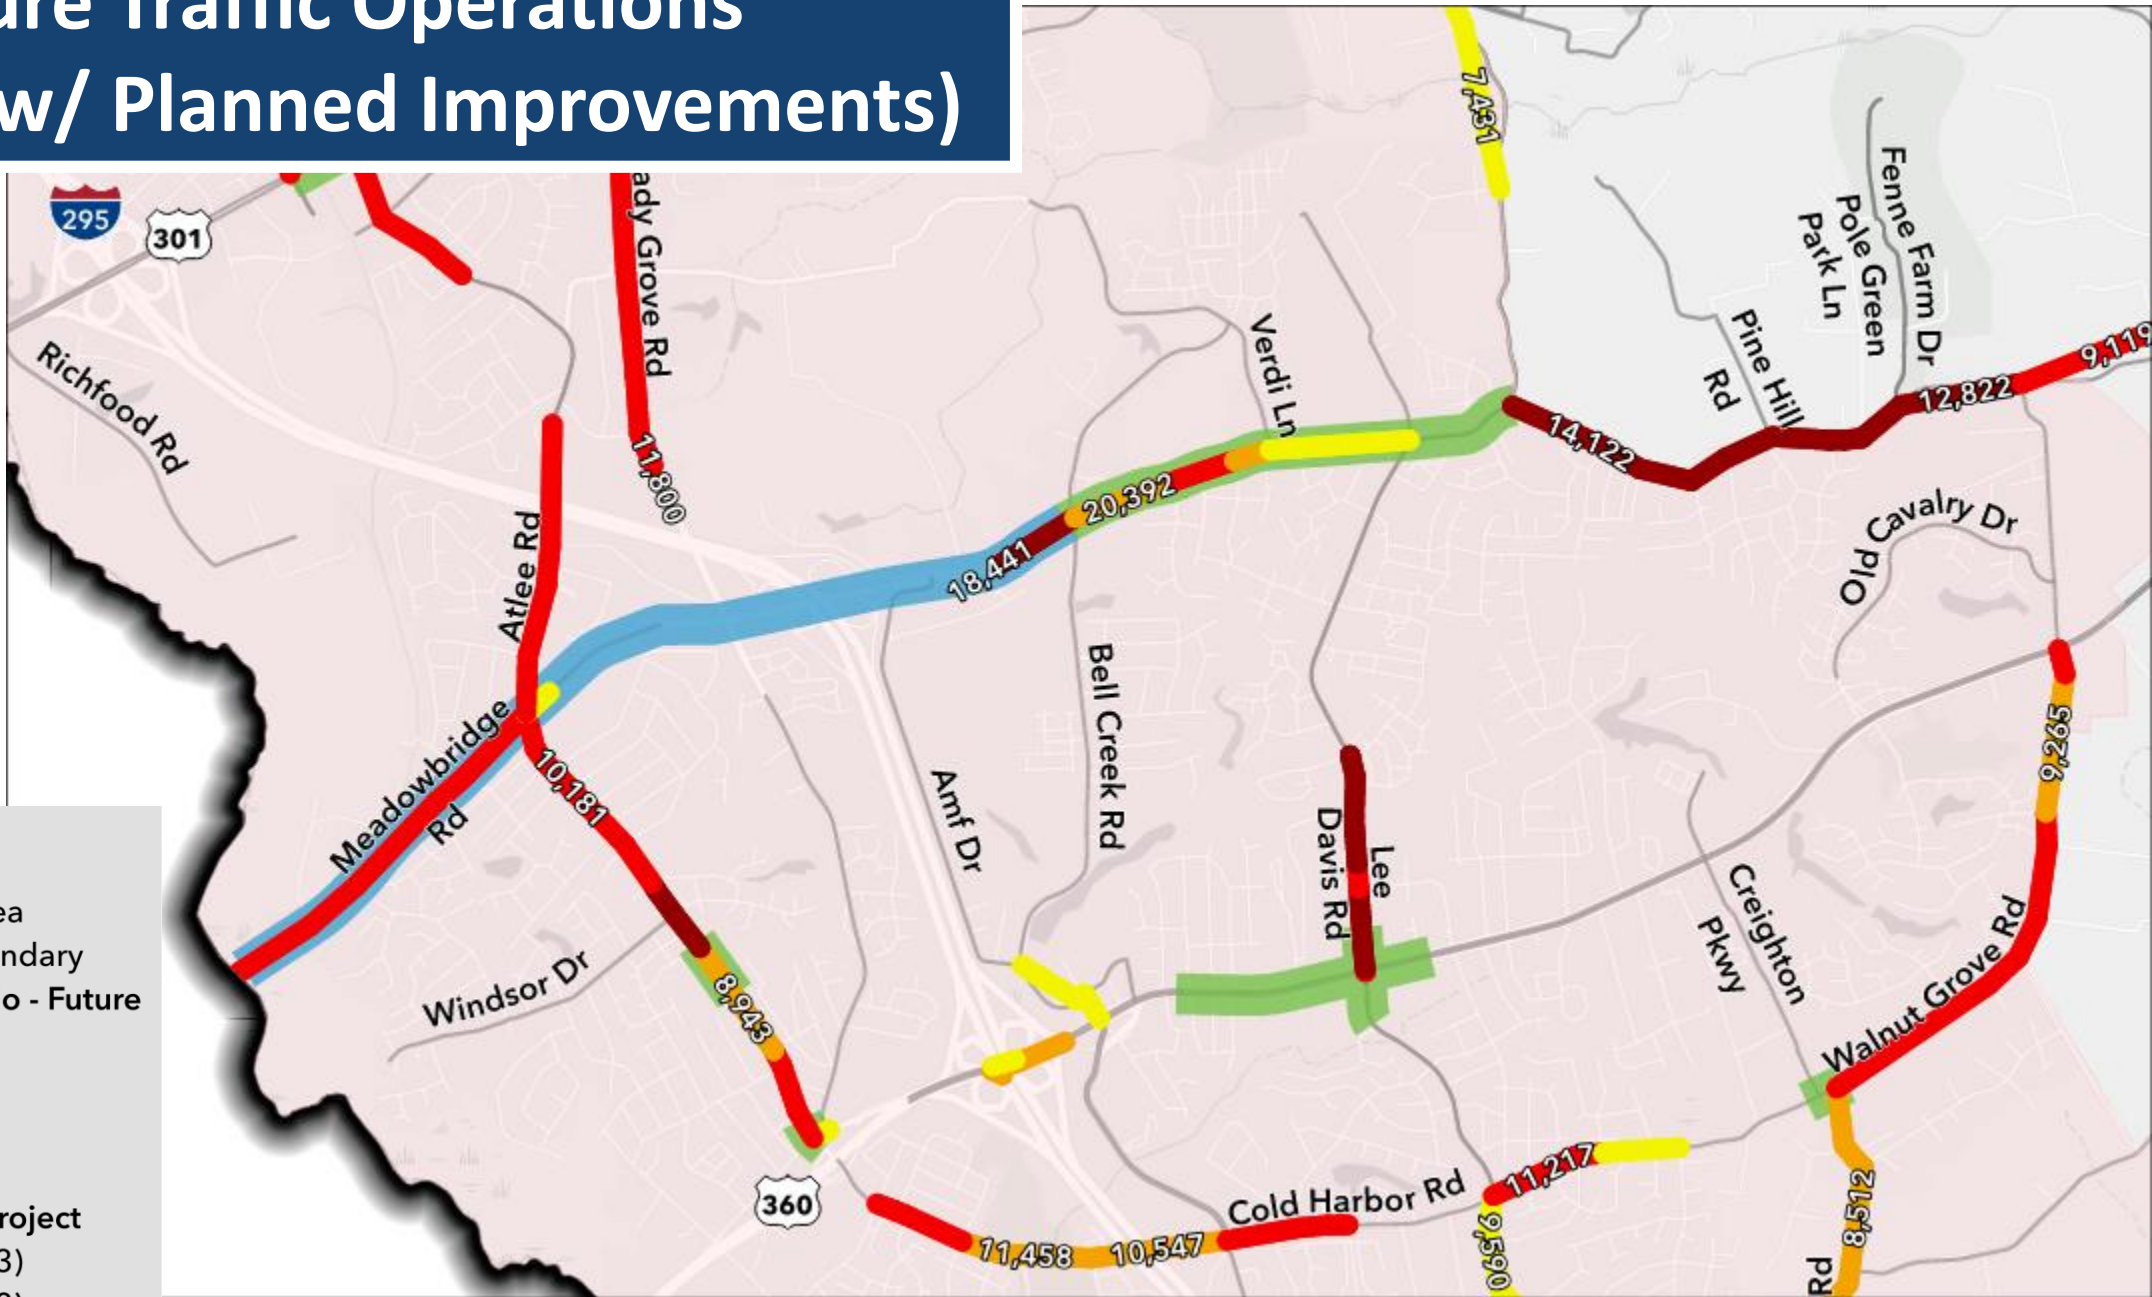 ure Traffic Operations
w/ Planned Improvements)
7,431
295
301
ady Grove Rd
Fenne Farm Dr
Pole Green
Park Ln
Verdi Ln
Pine Hill
Rd
9,119
12,822
Richfood Rd
11,800
14,122
20,392
Old Cavalry Dr
Atlee Rd
18,441
Bell Creek Rd
9,265
Meadowbridge
Rd
10,181
Amf Dr
Lee
Davis Rd
Creighton
Pkwy
Walnut Grove Rd
ea
ndary
o - Future
Windsor Dr
8,943
360
Cold Harbor Rd
11,217
roject
3)
11,458
10,547
9,590
8,512
Rd